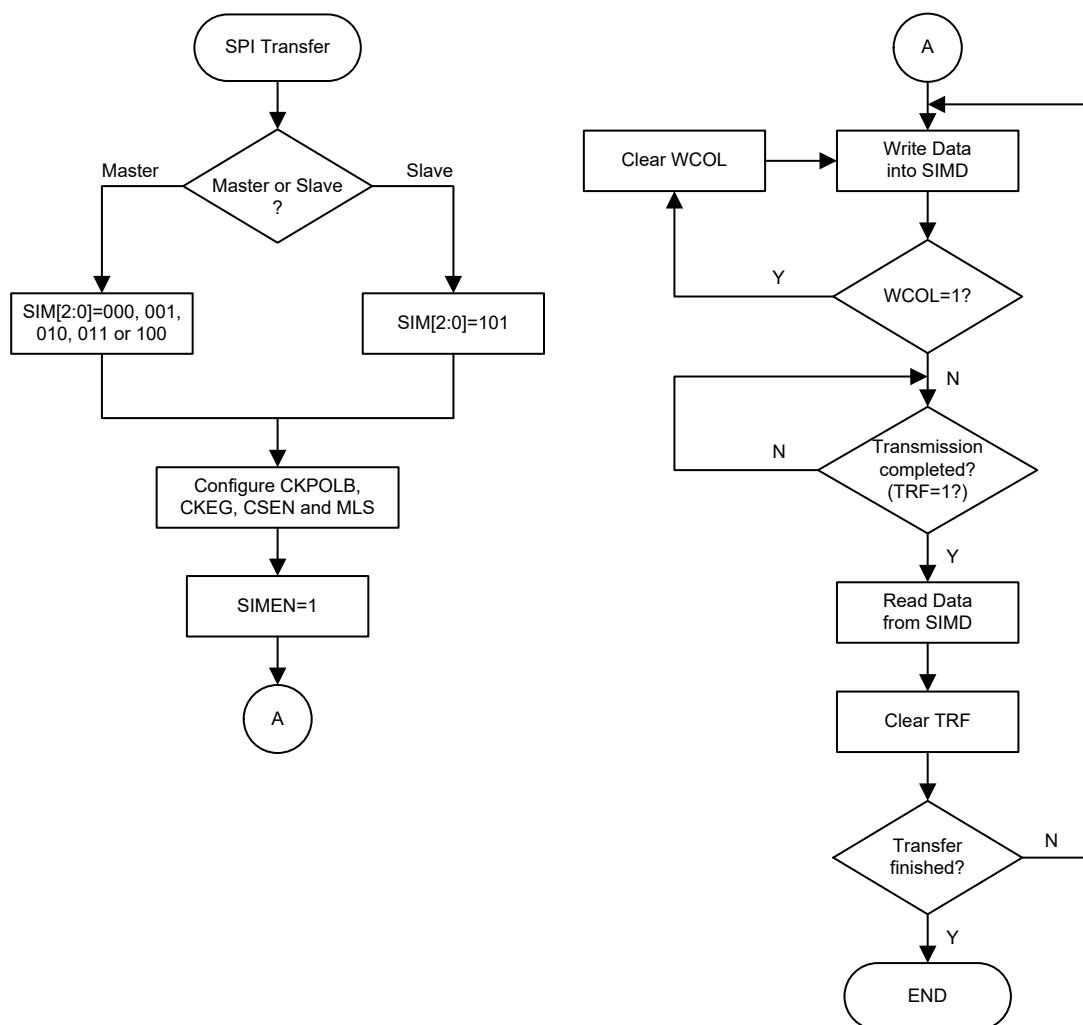 SPI Transfer
Master
Slave
Master or Slave
?
SIM[2:0]=000, 001,
010, 011 or 100
SIM[2:0]=101
Configure CKPOLB,
CKEG, CSEN and MLS
SIMEN=1
A
A
Clear WCOL
Write Data
into SIMD
Y
WCOL=1?
N
N
Transmission
completed?
(TRF=1?)
Y
Read Data
from SIMD
Clear TRF
Transfer
finished?
N
Y
END